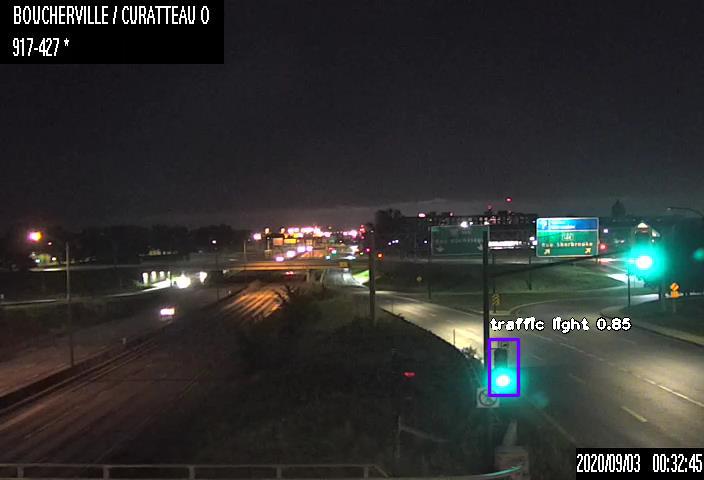 BOUCHERVILLE / CURATTEAU O
917-427 *
Rue Sherbrooke
traffic light 0.85
2020/09/03 00:32:45